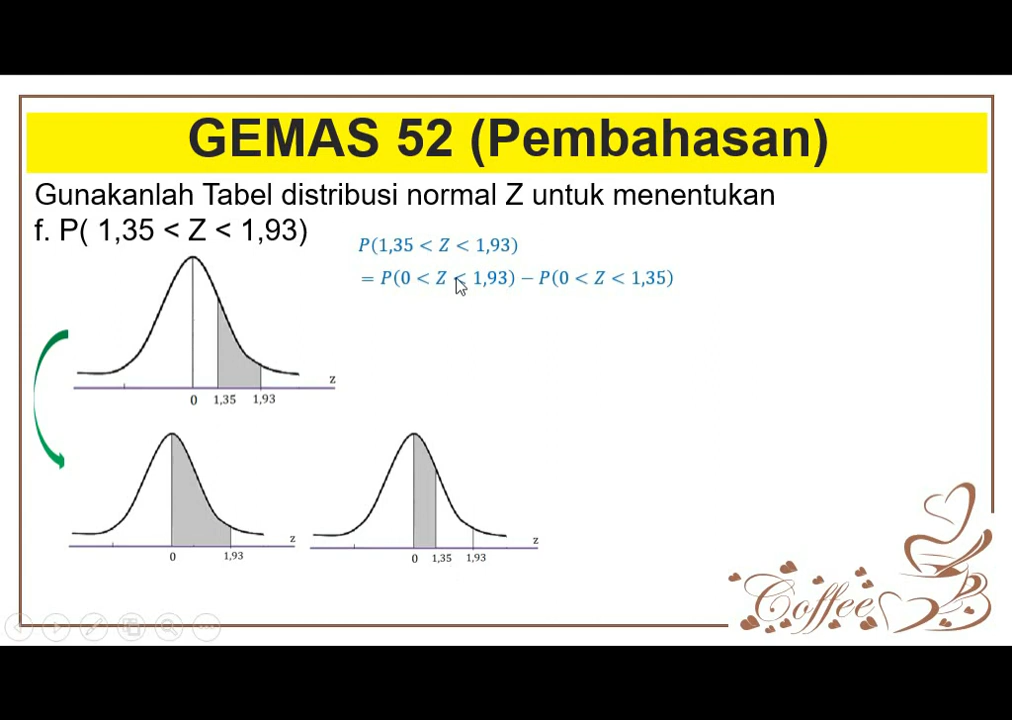 GEMAS 52 (Pembahasan)
Gunakanlah Tabel distribusi normal Z untuk menentukan
f. P( 1,35 < Z < 1,93)
P(1,35 < Z < 1,93)
= P(0 < Z < 1,93) − P(0 < Z < 1,35)
z
0 1,35 1,93
z
0 1,93
z
0 1,35 1,93
Coffee